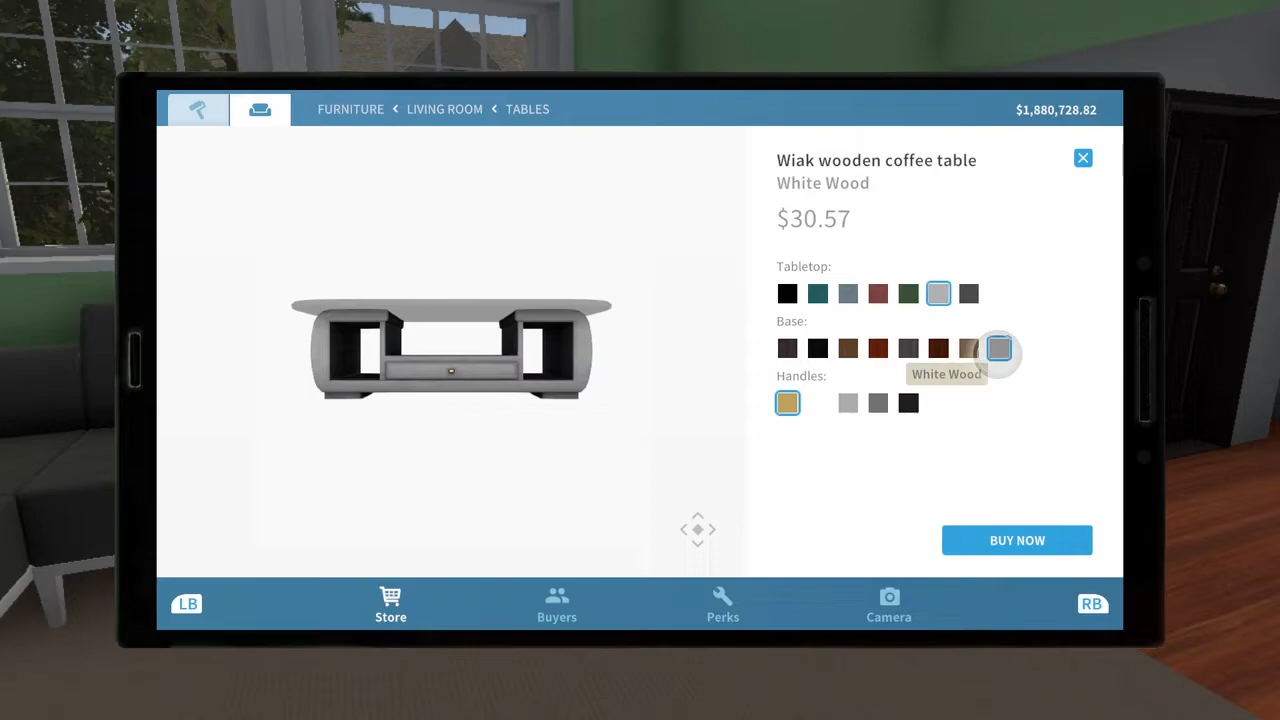 FURNITURE < LIVING ROOM < TABLES
$1,880,728.82
Wiak wooden coffee table
White Wood
$30.57
Tabletop:
Base:
White Wood
Handles:
BUY NOW
LB
Store
Buyers
Perks
Camera
RB